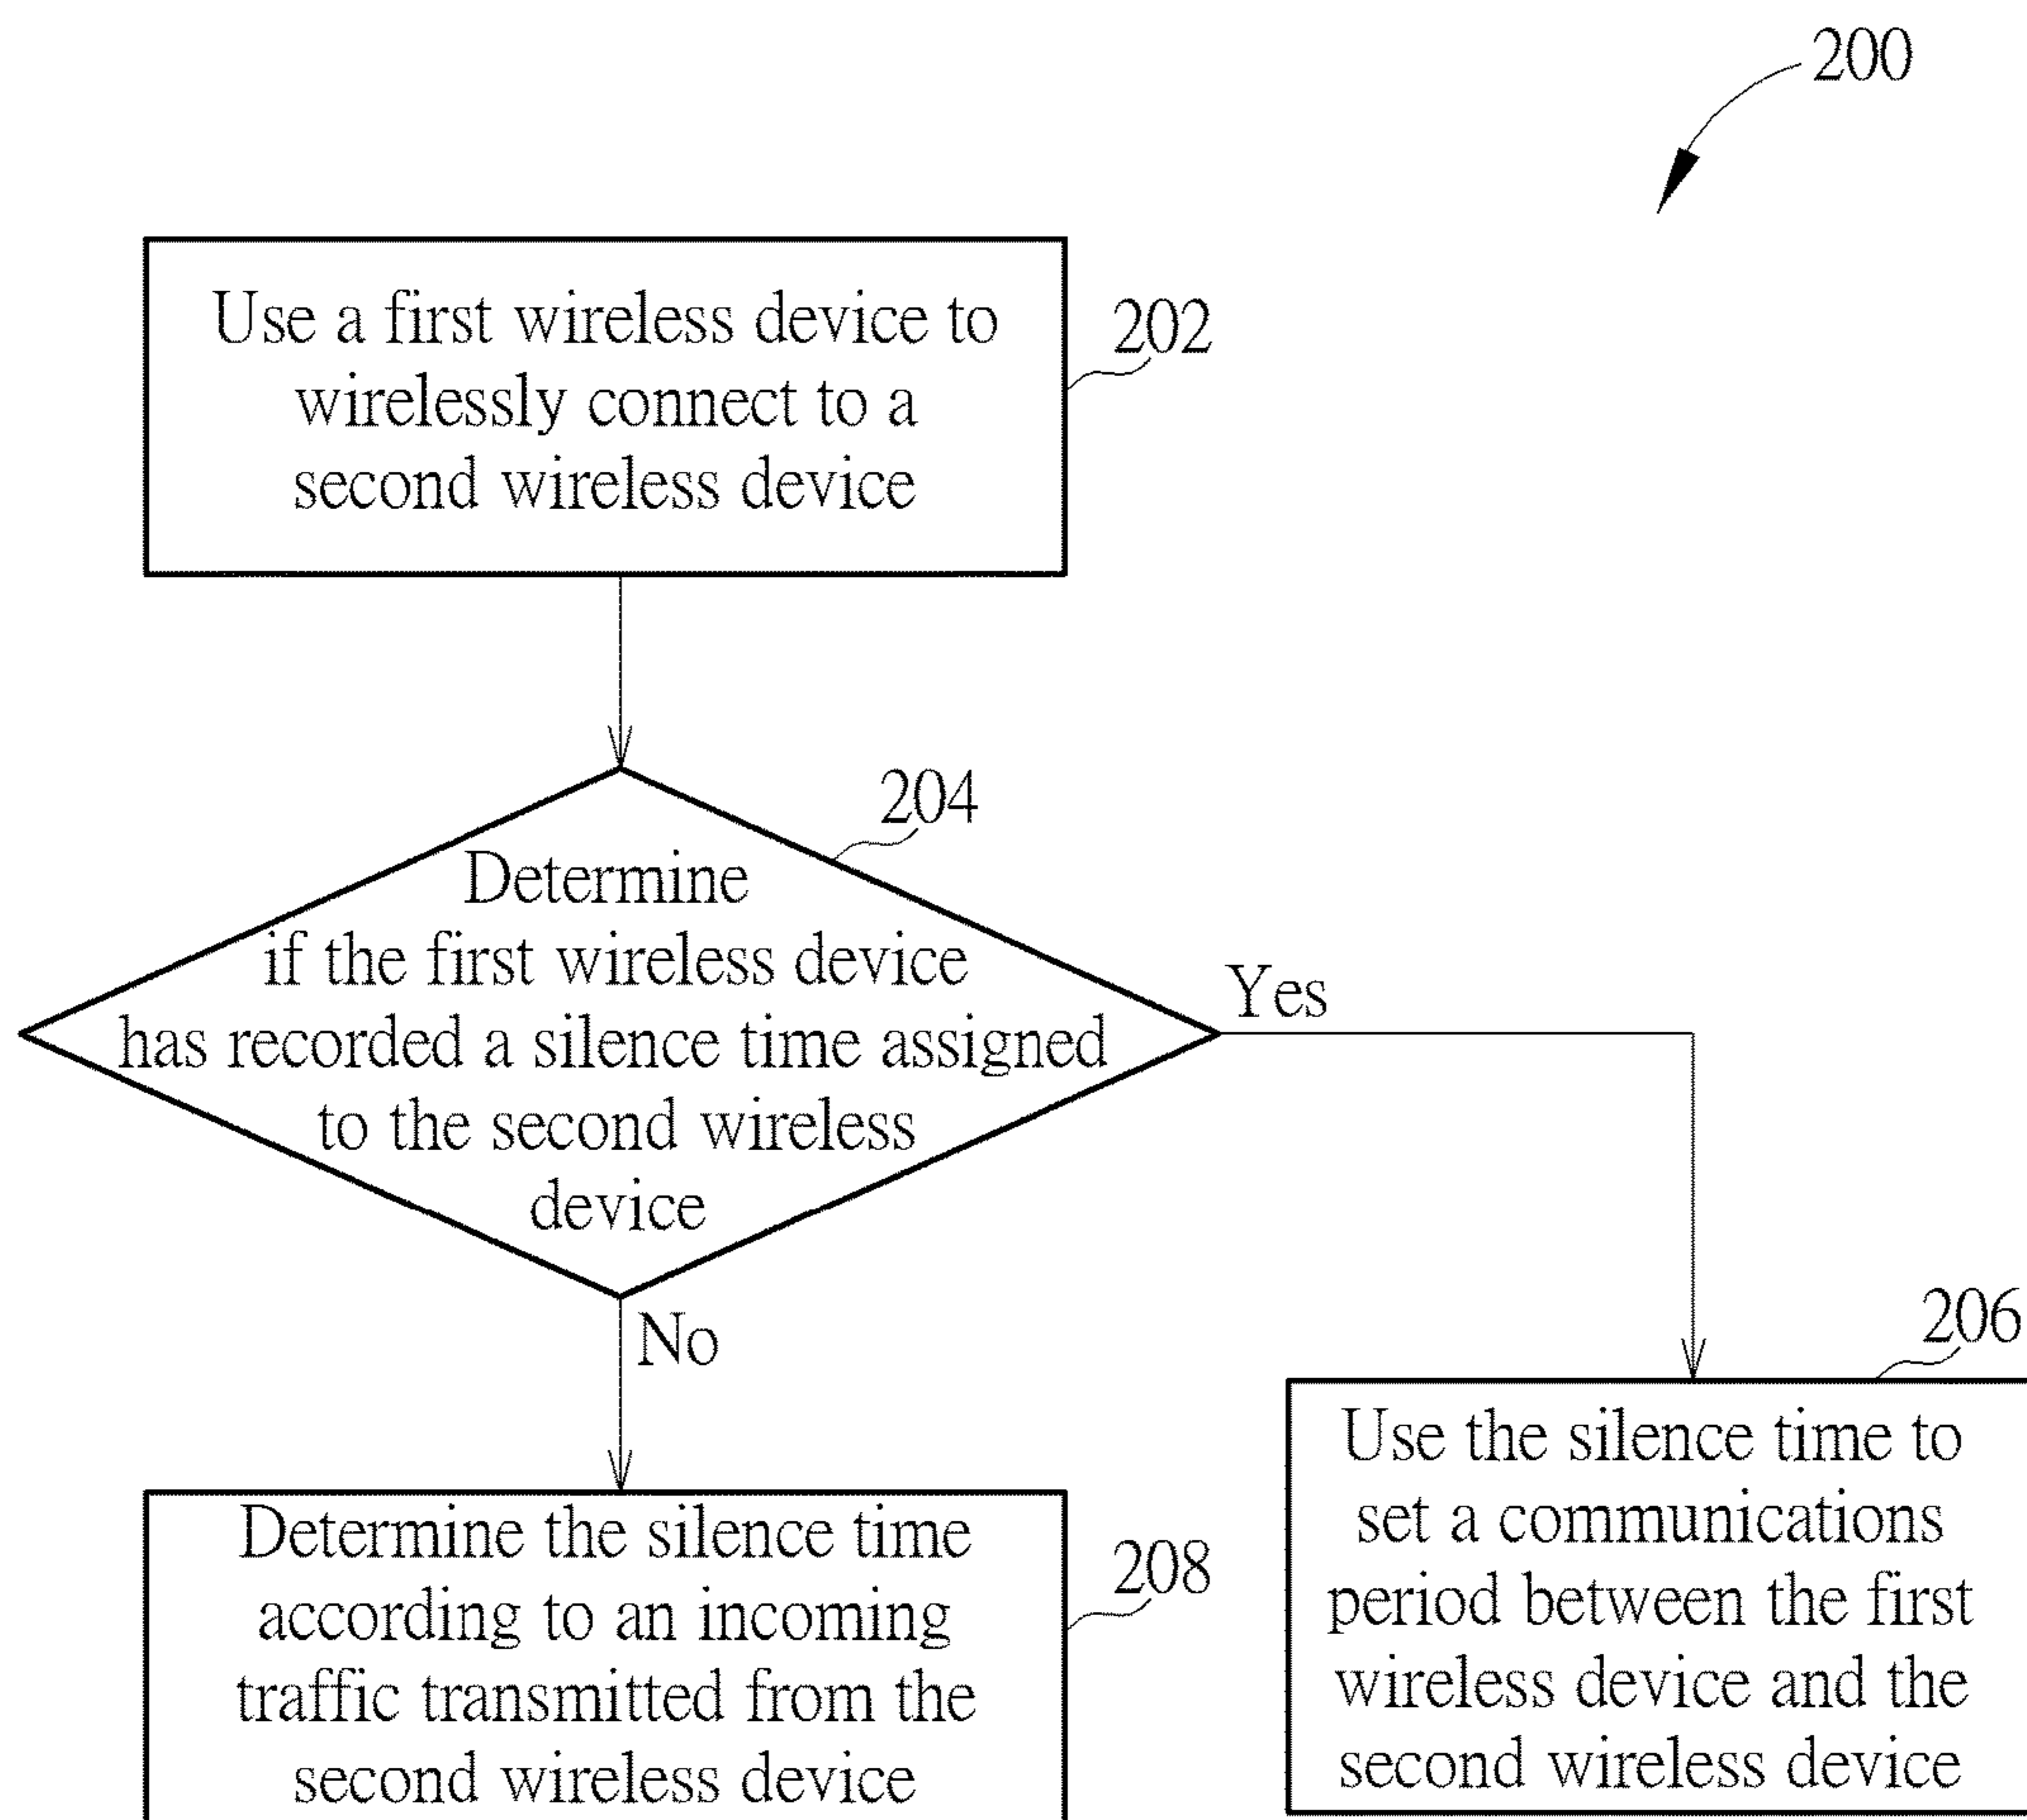 200
Use a first wireless device to
wirelessly connect to a
second wireless device
202
204
Determine
if the first wireless device
has recorded a silence time assigned
to the second wireless
device
Yes
No
206
Use the silence time to
set a communications
period between the first
wireless device and the
second wireless device
Determine the silence time
according to an incoming
traffic transmitted from the
second wireless device
208